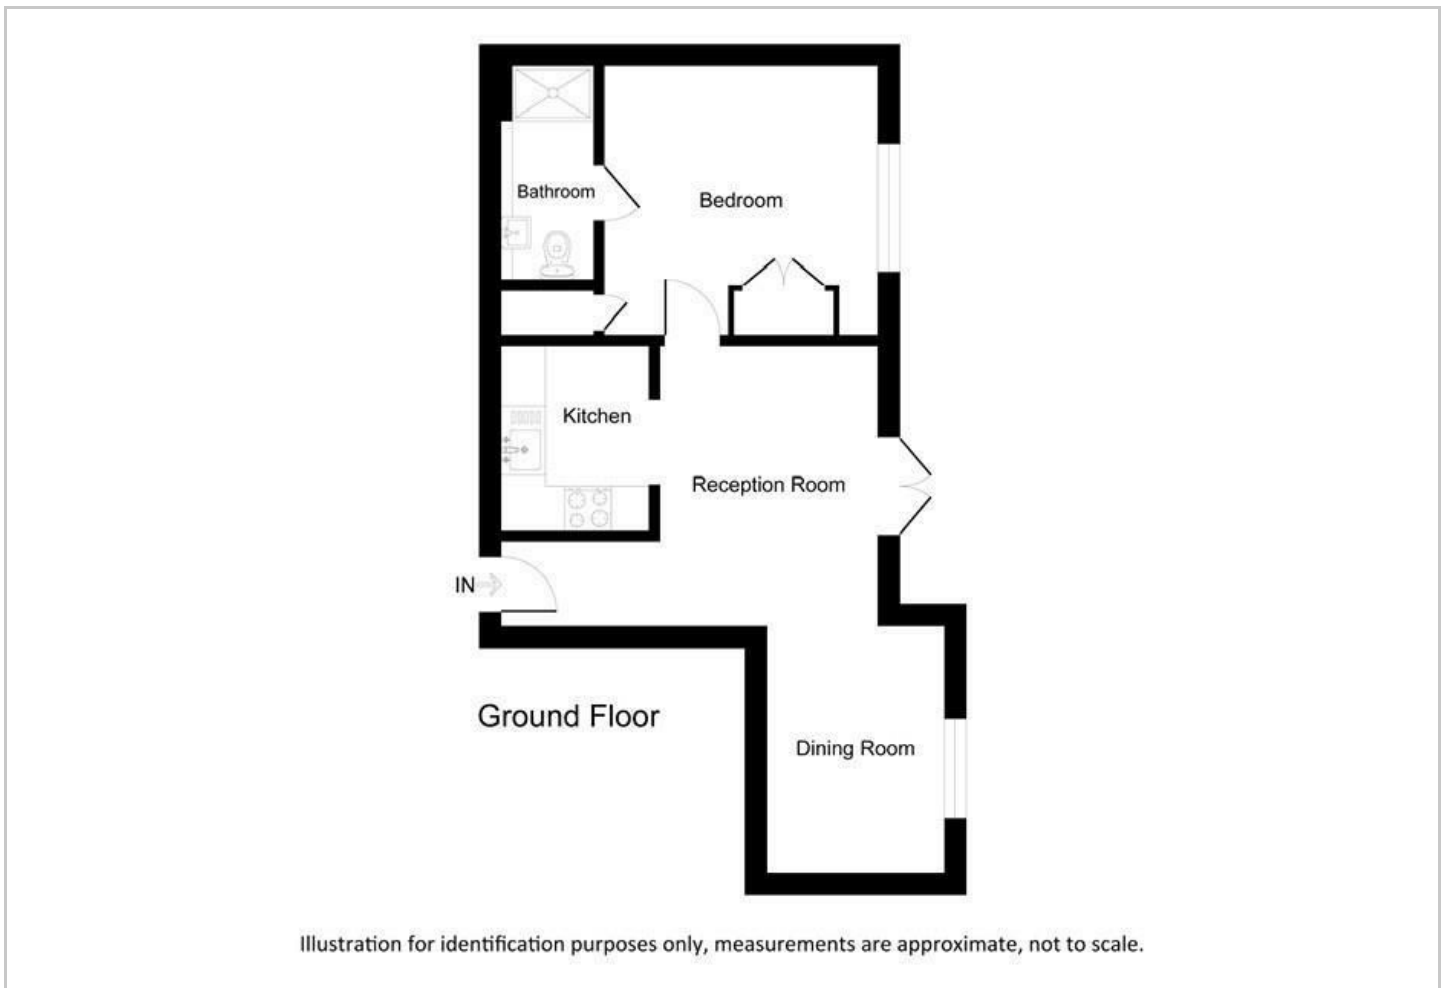 Bathroom
Bedroom
Kitchen
Reception Room
IN
Ground Floor
Dining Room
Illustration for identification purposes only, measurements are approximate, not to scale.